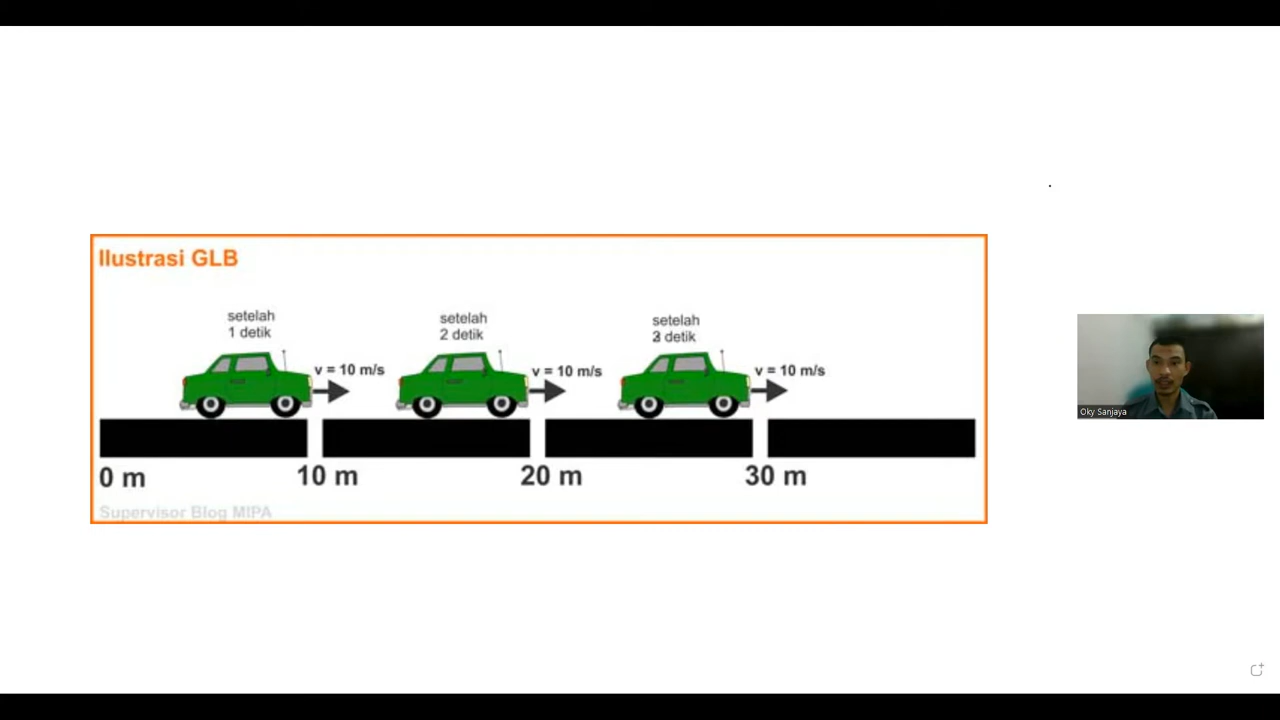 Ilustrasi GLB
setelah
1 detik
v = 10 m/s
setelah
2 detik
v = 10 m/s
setelah
3 detik
v = 10 m/s
0 m
10 m
20 m
30 m
Supervisor Blog MIPA
Oky Sanjaya